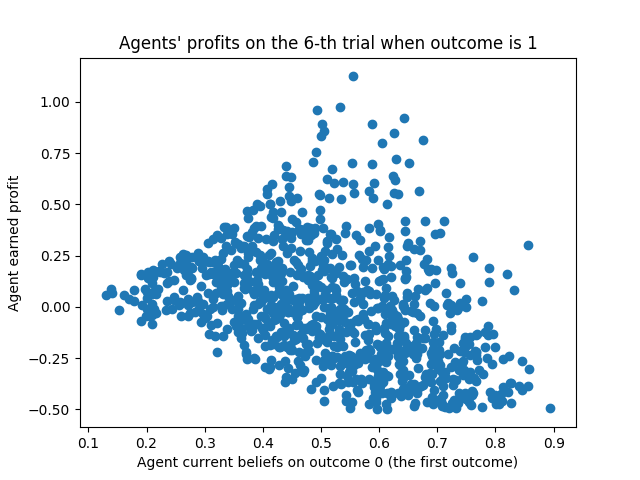 Agents' profits on the 6-th trial when outcome is 1
Agent earned profit
1.00
0.75
0.50
0.25
0.00
−0.25
−0.50
0.1 0.2 0.3 0.4 0.5 0.6 0.7 0.8 0.9
Agent current beliefs on outcome 0 (the first outcome)